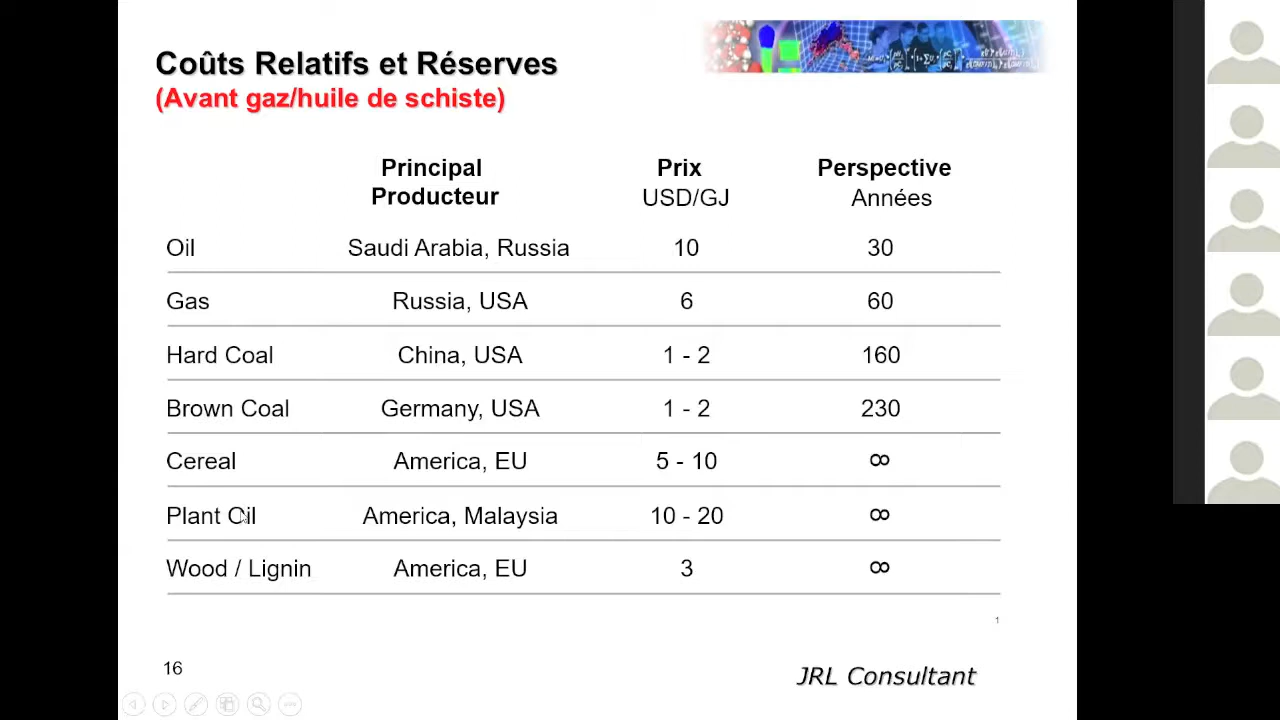 Coûts Relatifs et Réserves
(Avant gaz/huile de schiste)
Principal Producteur Prix USD/GJ Perspective Années
Oil Saudi Arabia, Russia 10 30
Gas Russia, USA 6 60
Hard Coal China, USA 1 - 2 160
Brown Coal Germany, USA 1 - 2 230
Cereal America, EU 5 - 10 ∞
Plant Oil America, Malaysia 10 - 20 ∞
Wood / Lignin America, EU 3 ∞
1
16
JRL Consultant